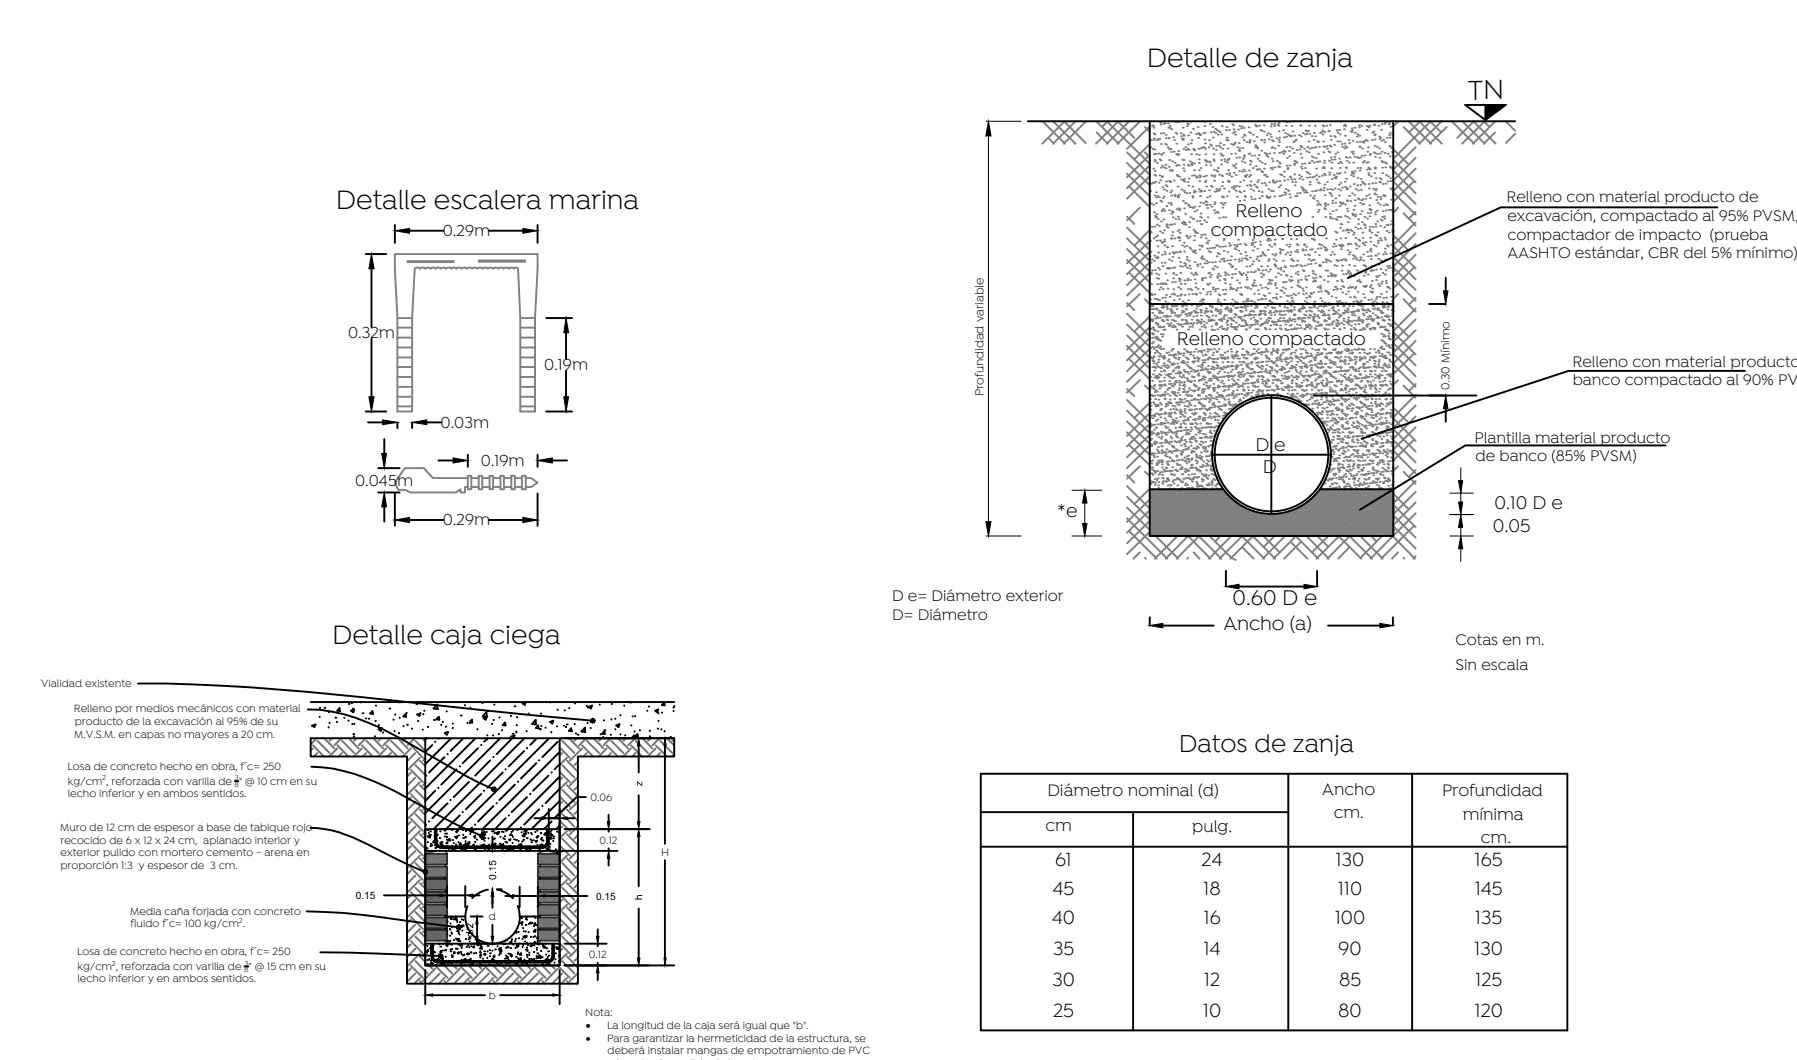 Detalle de zanja
TN
Relleno
compactado
Relleno con material producto de
excavación, compactado al 95% PVSM,
compactador de impacto (prueba
AASHTO estándar, CBR del 5% mínimo)
Profundidad variable
0.30 Mínimo
Relleno compactado
Relleno con material producto
banco compactado al 90% PV
D e
D
Plantilla material producto
de banco (85% PVSM)
*e
0.10 D e
0.05
0.60 D e
Ancho (a)
D e= Diámetro exterior
D= Diámetro
Cotas en m.
Sin escala
Detalle escalera marina
0.29m
0.32m
0.19m
0.03m
0.19m
0.045m
0.29m
Detalle caja ciega
Vialidad existente
Relleno por medios mecánicos con material
producto de la excavación al 95% de su
M.V.S.M. en capas no mayores a 20 cm.
Losa de concreto hecho en obra, f´c= 250
kg/cm², reforzada con varilla de @ 10 cm en su
lecho inferior y en ambos sentidos.
Muro de 12 cm de espesor a base de tabique rojo
recocido de 6 x 12 x 24 cm, aplanado interior y
exterior pulido con mortero cemento - arena en
proporción 1:3 y espesor de 3 cm.
Media caña forjada con concreto
fluido f´c= 100 kg/cm².
Losa de concreto hecho en obra, f´c= 250
kg/cm², reforzada con varilla de @ 15 cm en su
lecho inferior y en ambos sentidos.
z
0.06
0.12
H
0.15
0.15
0.15
h
d
0.12
b
Nota:
• La longitud de la caja será igual que "b".
• Para garantizar la hermeticidad de la estructura, se
deberá instalar mangas de empotramiento de PVC
Datos de zanja
Diámetro nominal (d)
Ancho
cm.
Profundidad
mínima
cm.
cm pulg.
61 24 130 165
45 18 110 145
40 16 100 135
35 14 90 130
30 12 85 125
25 10 80 120